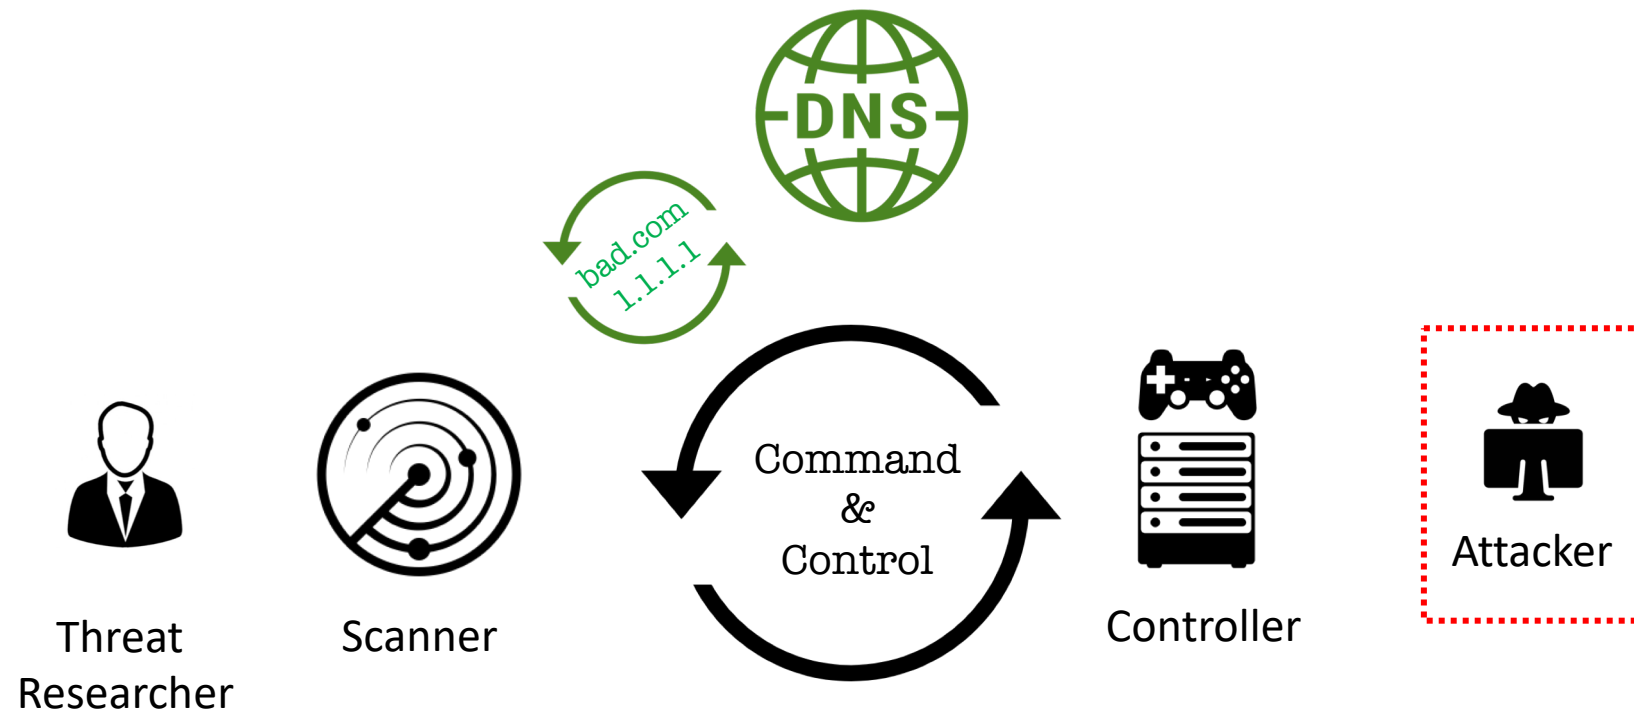 DNS
bad.com
1.1.1.1
Command
&
Control
Threat
Researcher
Scanner
Controller
Attacker